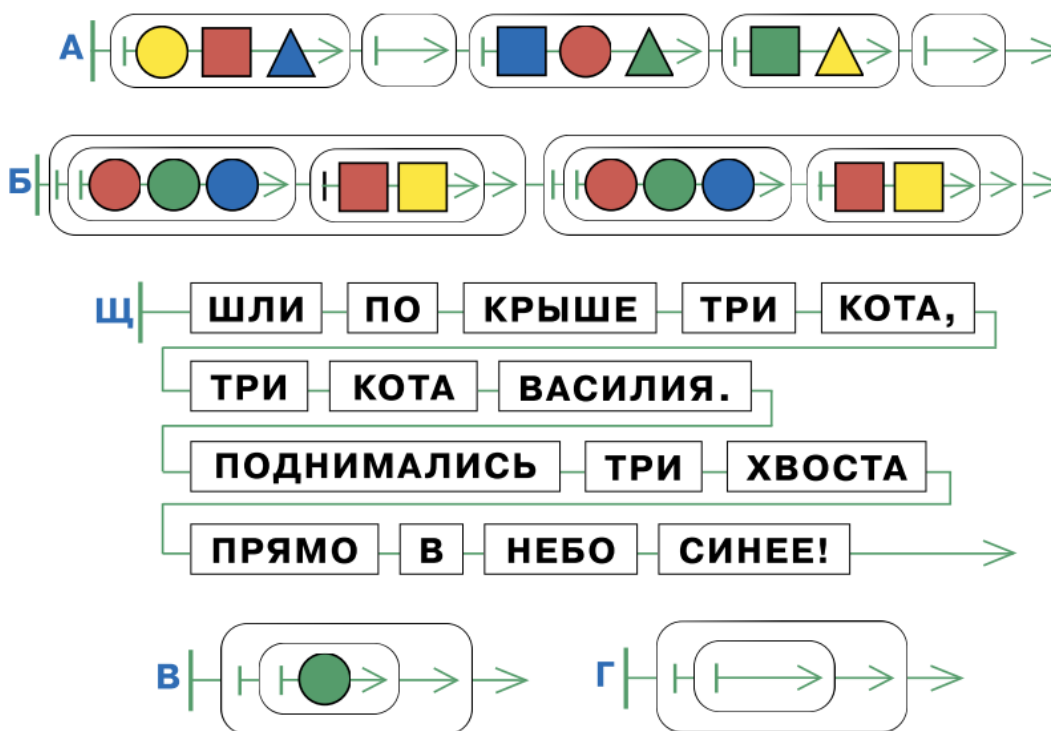 А
Б
Щ ШЛИ ПО КРЫШЕ ТРИ КОТА,
ТРИ КОТА ВАСИЛИЯ.
ПОДНИМАЛИСЬ ТРИ ХВОСТА
ПРЯМО В НЕБО СИНЕЕ!
В Г